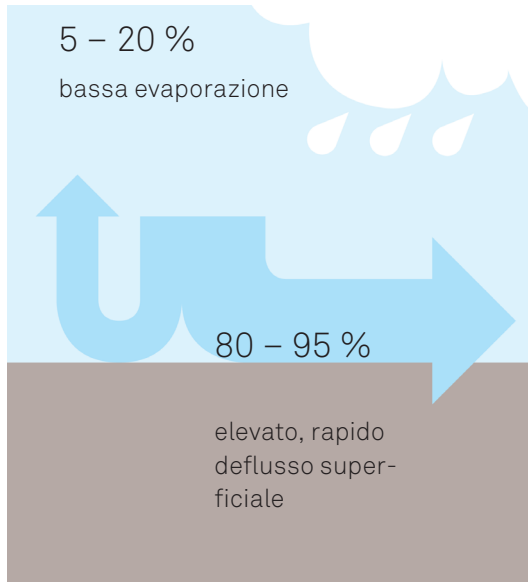 5 – 20 %
bassa evaporazione
80 – 95 %
elevato, rapido
deflusso super-
ficiale